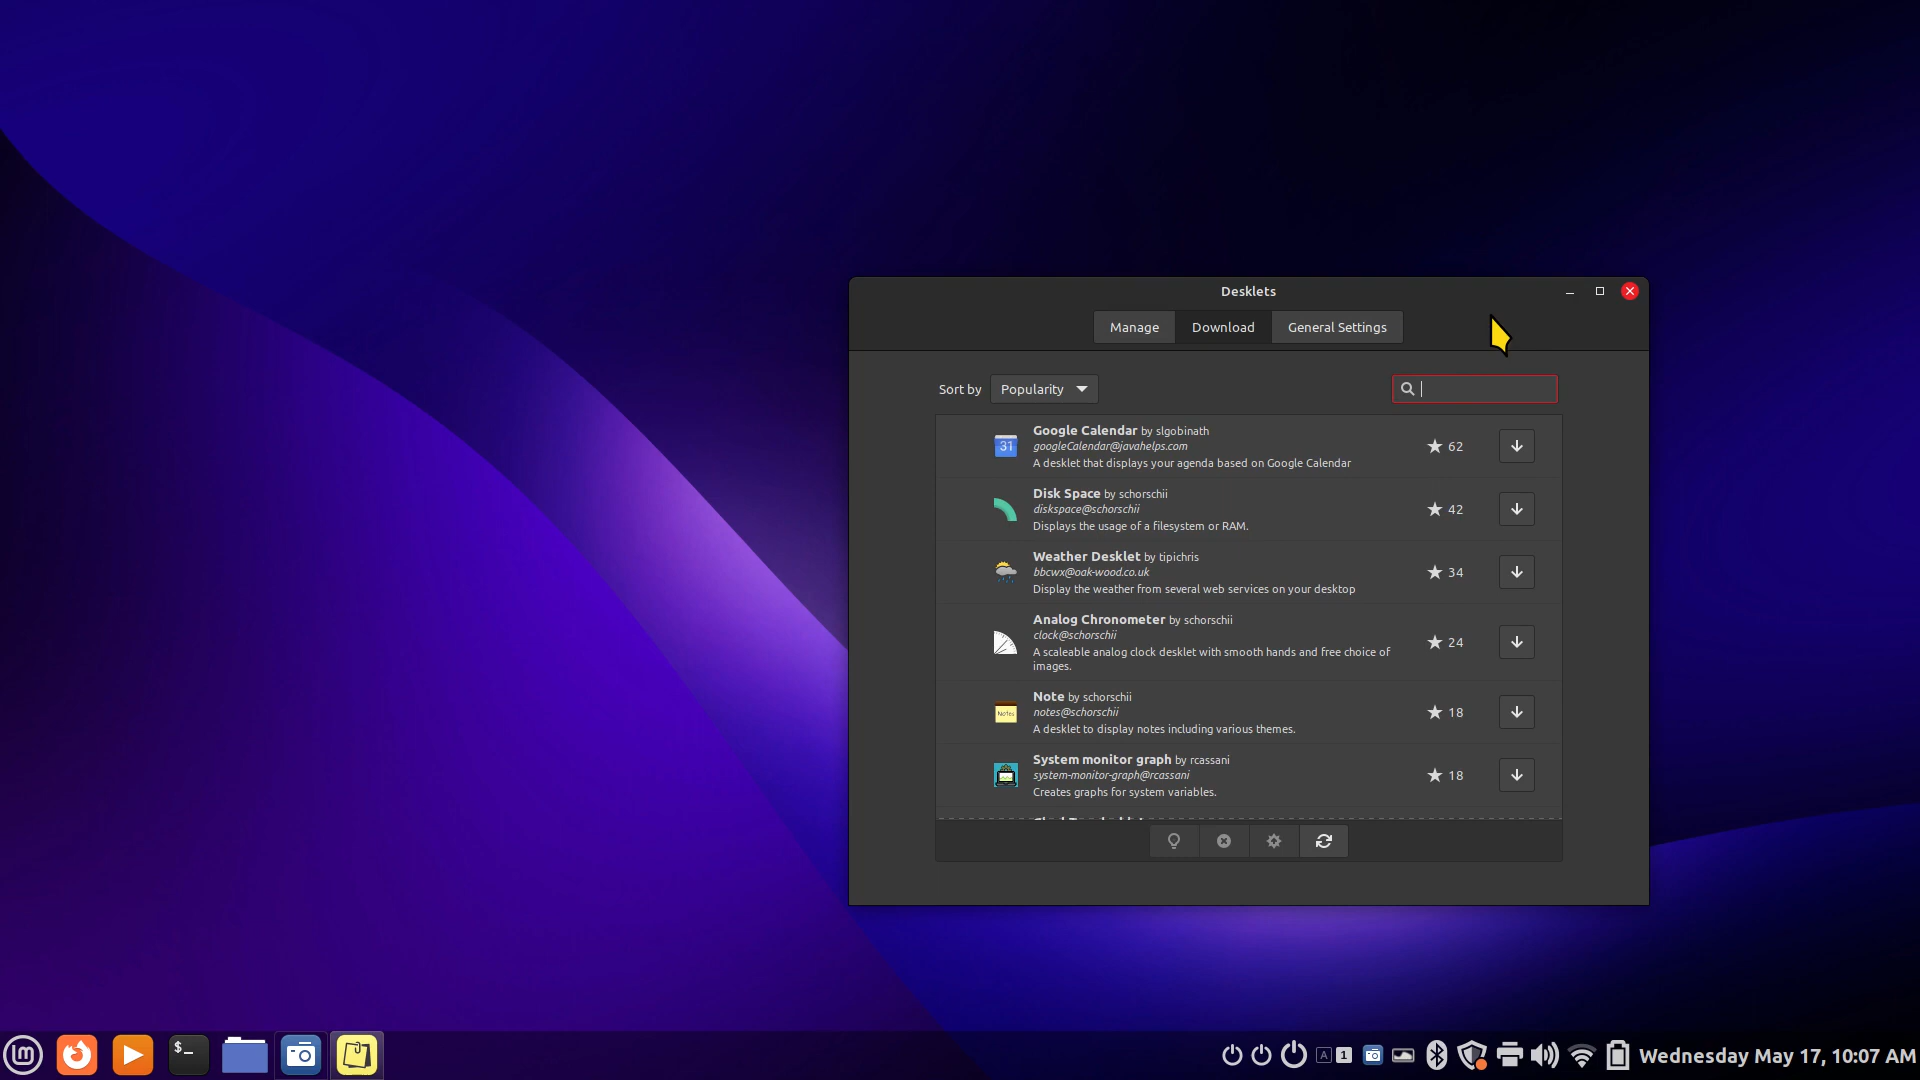 Desklets
Manage Download General Settings
Sort by Popularity
Google Calendar by slgobinath
googleCalendar@javahelps.com
A desklet that displays your agenda based on Google Calendar
62
Disk Space by schorschii
diskspace@schorschii
Displays the usage of a filesystem or RAM.
42
Weather Desklet by tipichris
bbcwx@oak-wood.co.uk
Display the weather from several web services on your desktop
34
Analog Chronometer by schorschii
clock@schorschii
A scaleable analog clock desklet with smooth hands and free choice of
images.
24
Note by schorschii
notes@schorschii
A desklet to display notes including various themes.
18
System monitor graph by rcassani
system-monitor-graph@rcassani
Creates graphs for system variables.
18
31
Notes
$_
A 1
Wednesday May 17, 10:07 AM